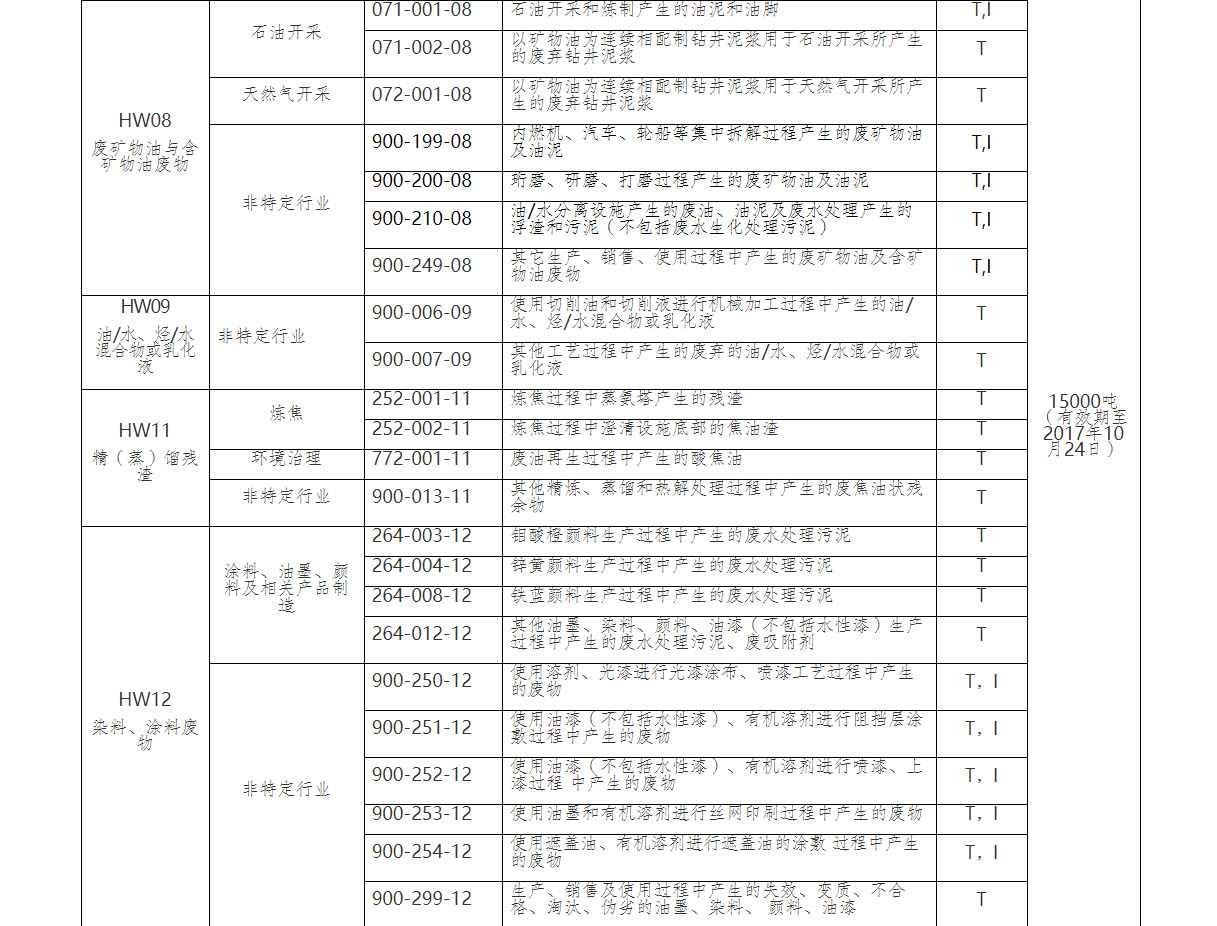 HW08
废矿物油与含
矿物油废物
石油开采
071-001-08
石油开采和炼制产生的油泥和油脚
T,I
071-002-08
以矿物油为连续相配制钻井泥浆用于石油开采所产生
的废弃钻井泥浆
T
天然气开采
072-001-08
以矿物油为连续相配制钻井泥浆用于天然气开采所产
生的废弃钻井泥浆
T
非特定行业
900-199-08
内燃机、汽车、轮船等集中拆解过程产生的废矿物油
及油泥
T,I
900-200-08
珩磨、研磨、打磨过程产生的废矿物油及油泥
T,I
900-210-08
油/水分离设施产生的废油、油泥及废水处理产生的
浮渣和污泥（不包括废水生化处理污泥）
T,I
900-249-08
其它生产、销售、使用过程中产生的废矿物油及含矿
物油废物
T,I
HW09
油/水、烃/水
混合物或乳化
液
非特定行业
900-006-09
使用切削油和切削液进行机械加工过程中产生的油/
水、烃/水混合物或乳化液
T
900-007-09
其他工艺过程中产生的废弃的油/水、烃/水混合物或
乳化液
T
HW11
精（蒸）馏残
渣
炼焦
252-001-11
炼焦过程中蒸氨塔产生的残渣
T
252-002-11
炼焦过程中澄清设施底部的焦油渣
T
环境治理
772-001-11
废油再生过程中产生的酸焦油
T
非特定行业
900-013-11
其他精炼、蒸馏和热解处理过程中产生的废焦油状残
余物
T
HW12
染料、涂料废
物
涂料、油墨、颜
料及相关产品制
造
264-003-12
钼酸橙颜料生产过程中产生的废水处理污泥
T
264-004-12
锌黄颜料生产过程中产生的废水处理污泥
T
264-008-12
铁蓝颜料生产过程中产生的废水处理污泥
T
264-012-12
其他油墨、染料、颜料、油漆（不包括水性漆）生产
过程中产生的废水处理污泥、废吸附剂
T
非特定行业
900-250-12
使用溶剂、光漆进行光漆涂布、喷漆工艺过程中产生
的废物
T，I
900-251-12
使用油漆（不包括水性漆）、有机溶剂进行阻挡层涂
敷过程中产生的废物
T，I
900-252-12
使用油漆（不包括水性漆）、有机溶剂进行喷漆、上
漆过程 中产生的废物
T，I
900-253-12
使用油墨和有机溶剂进行丝网印刷过程中产生的废物
T，I
900-254-12
使用遮盖油、有机溶剂进行遮盖油的涂敷 过程中产生
的废物
T，I
900-299-12
生产、销售及使用过程中产生的失效、变质、不合
格、淘汰、伪劣的油墨、染料、 颜料、油漆
T
15000吨
（有效期至
2017年10
月24日）